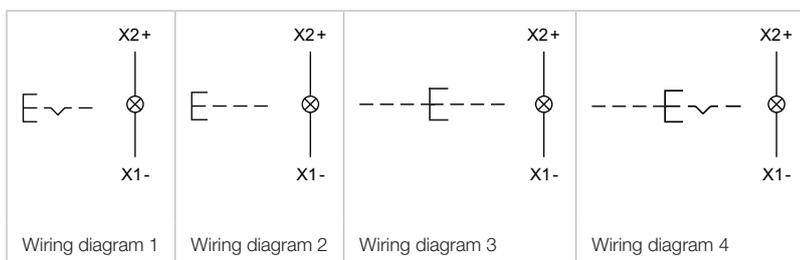 X2+ X2+ X2+ X2+
X1- X1- X1- X1-
Wiring diagram 1 Wiring diagram 2 Wiring diagram 3 Wiring diagram 4